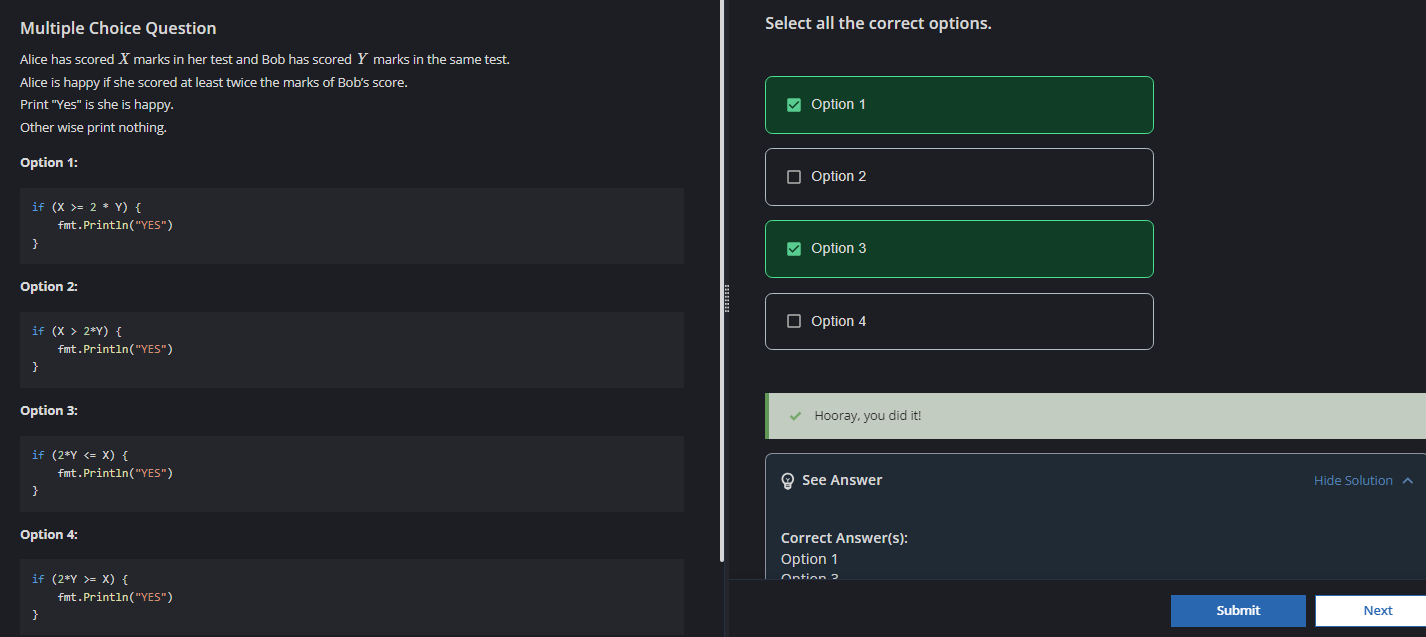 Multiple Choice Question
Alice has scored X marks in her test and Bob has scored Y marks in the same test.
Alice is happy if she scored at least twice the marks of Bob's score.
Print "Yes" is she is happy.
Other wise print nothing.
Option 1:
if (X >= 2 * Y) {
    fmt.Println("YES")
}
Option 2:
if (X > 2*Y) {
    fmt.Println("YES")
}
Option 3:
if (2*Y <= X) {
    fmt.Println("YES")
}
Option 4:
if (2*Y >= X) {
    fmt.Println("YES")
}
Select all the correct options.
Option 1
Option 2
Option 3
Option 4
Hooray, you did it!
See Answer
Hide Solution
Correct Answer(s):
Option 1
Option 3
Submit
Next